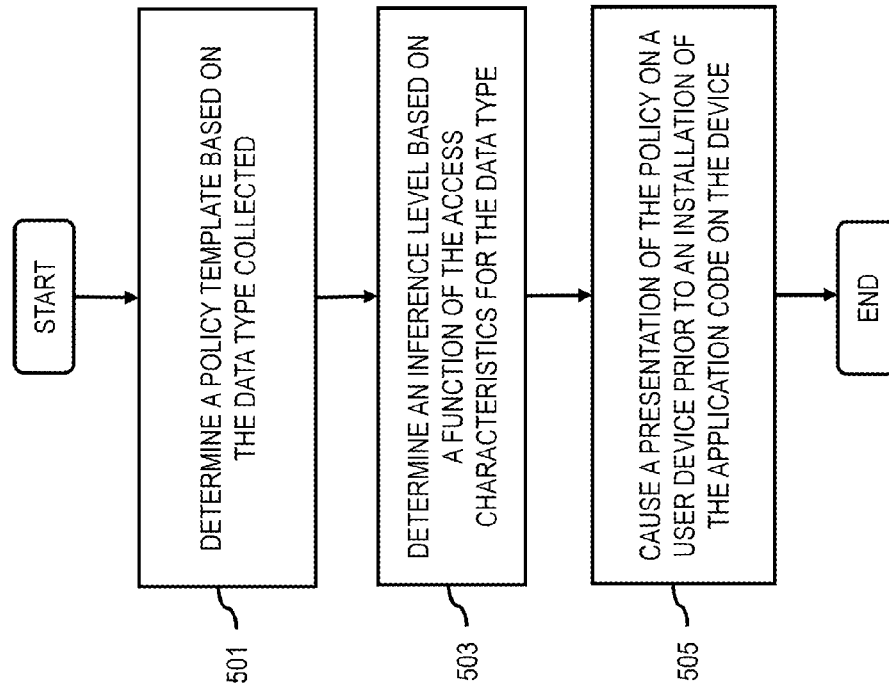 START
501
DETERMINE A POLICY TEMPLATE BASED ON
THE DATA TYPE COLLECTED
503
DETERMINE AN INFERENCE LEVEL BASED ON
A FUNCTION OF THE ACCESS
CHARACTERISTICS FOR THE DATA TYPE
505
CAUSE A PRESENTATION OF THE POLICY ON A
USER DEVICE PRIOR TO AN INSTALLATION OF
THE APPLICATION CODE ON THE DEVICE
END